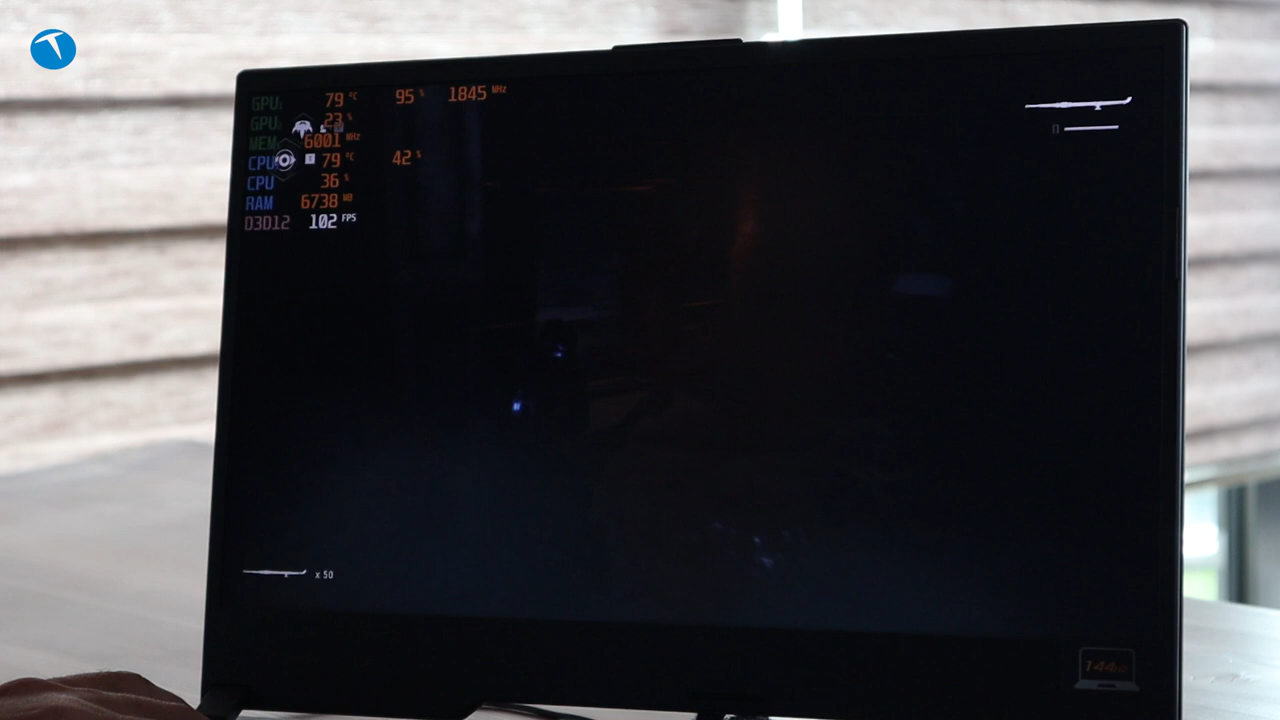 GPU 79 °C 95 % 1845 MHz
GPU 23 %
MEM 6001 MHz
CPU 79 °C 42 %
CPU 36 %
RAM 6738 MB
D3D12 102 FPS
x 50
144Hz